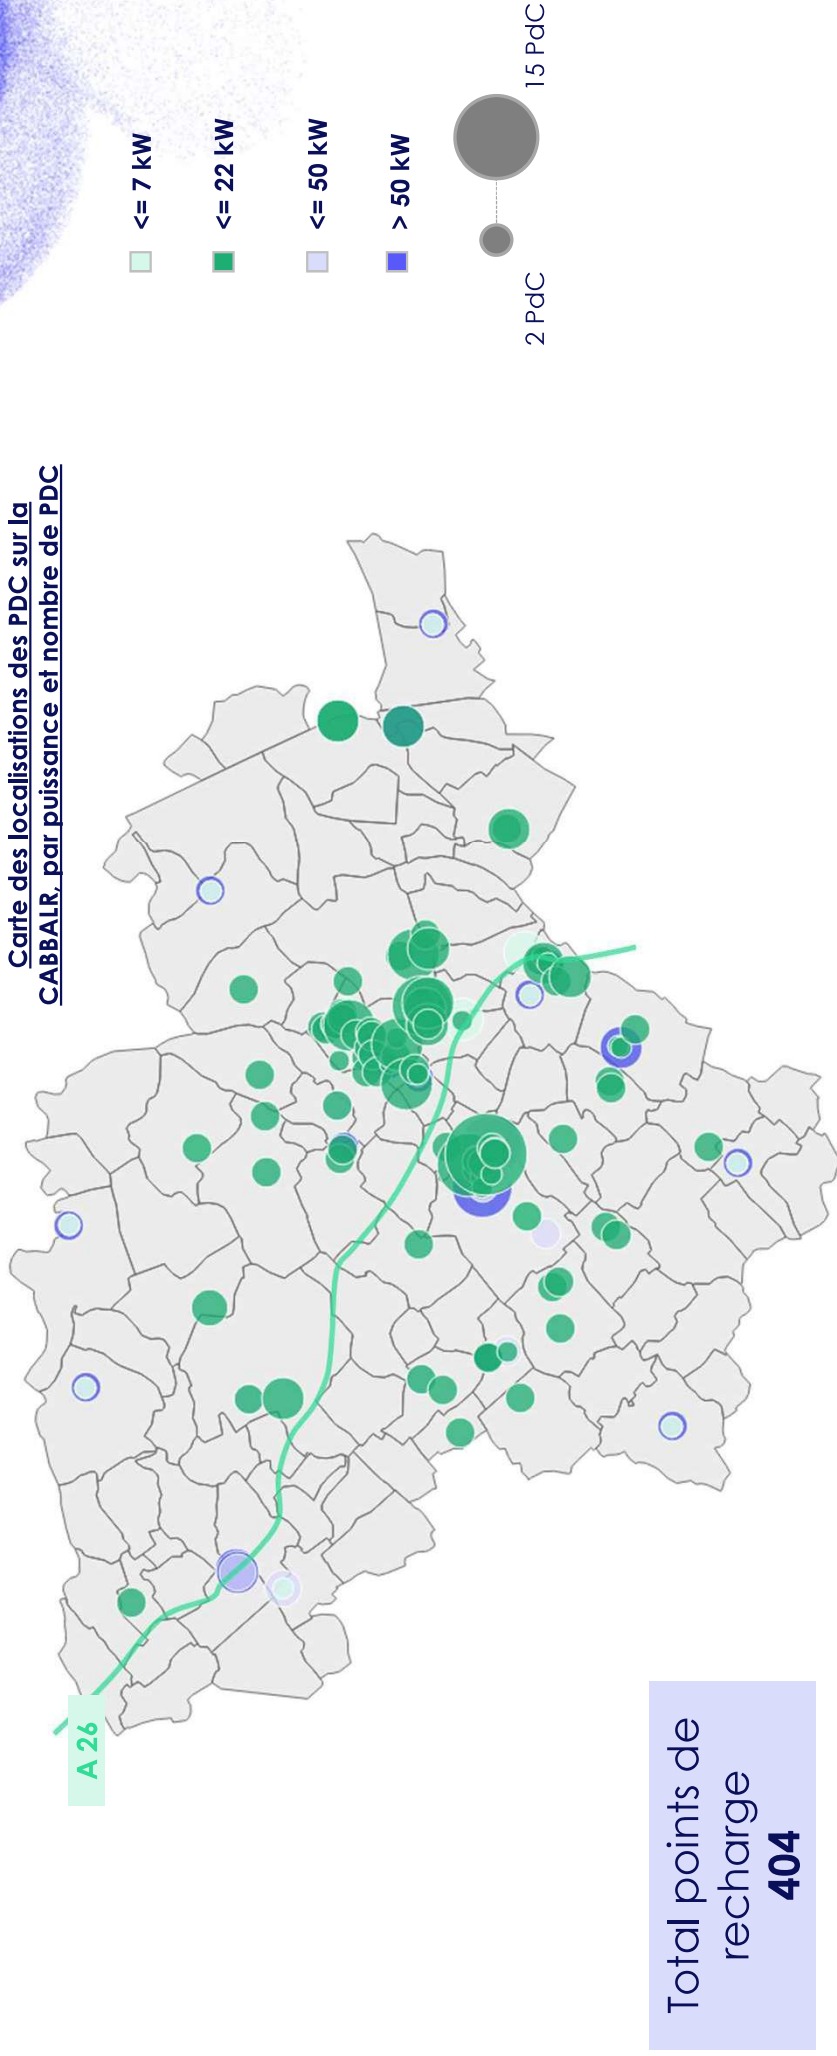 Carte des localisations des PDC sur la
CABBALR, par puissance et nombre de PDC
<= 7 kW
<= 22 kW
<= 50 kW
> 50 kW
2 PdC
15 PdC
A 26
Total points de
recharge
404